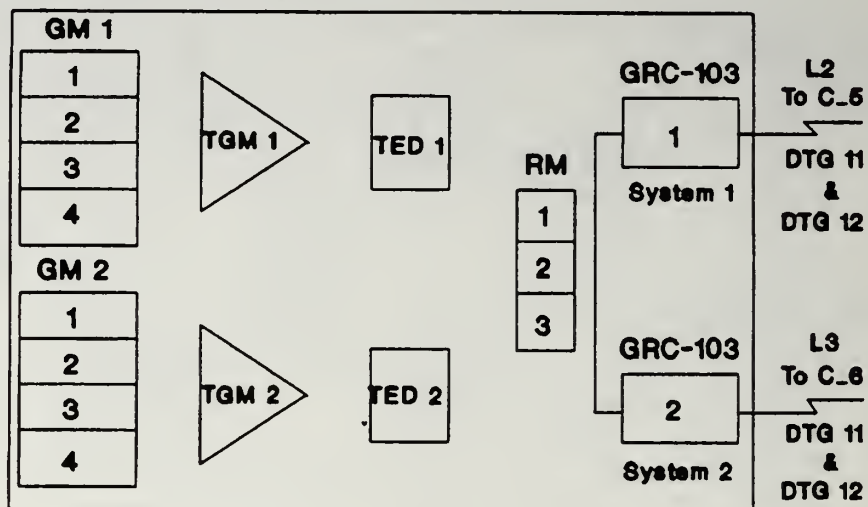 GM 1
1
2
3
4
TGM 1
TED 1
GM 2
1
2
3
4
TGM 2
TED 2
RM
1
2
3
GRC-103
1
System 1
GRC-103
2
System 2
L2
To C_5
DTG 11
&
DTG 12
L3
To C_6
DTG 11
&
DTG 12